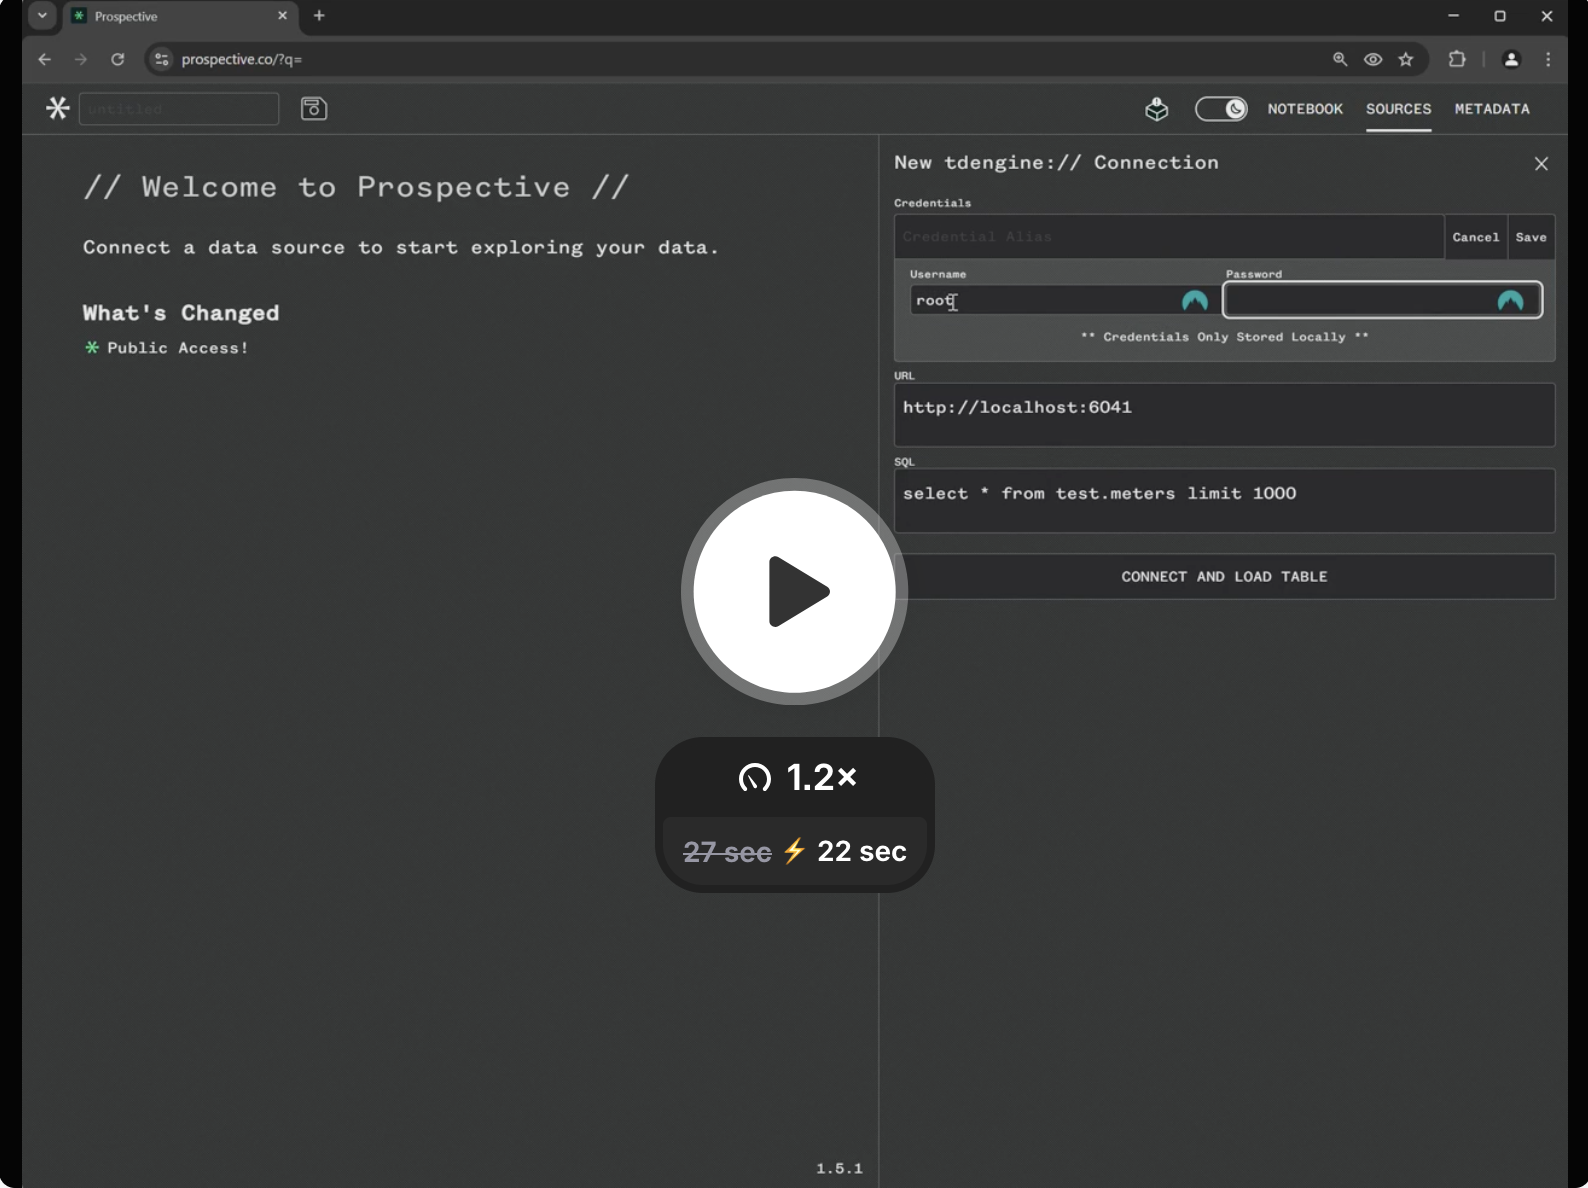 Prospective
prospective.co/?q=
untitled
NOTEBOOK
SOURCES
METADATA
// Welcome to Prospective //
Connect a data source to start exploring your data.
What's Changed
Public Access!
New tdengine:// Connection
Credentials
Credential Alias
Cancel
Save
Username
Password
root
** Credentials Only Stored Locally **
URL
http://localhost:6041
SQL
select * from test.meters limit 1000
CONNECT AND LOAD TABLE
1.2×
27 sec ⚡ 22 sec
1.5.1